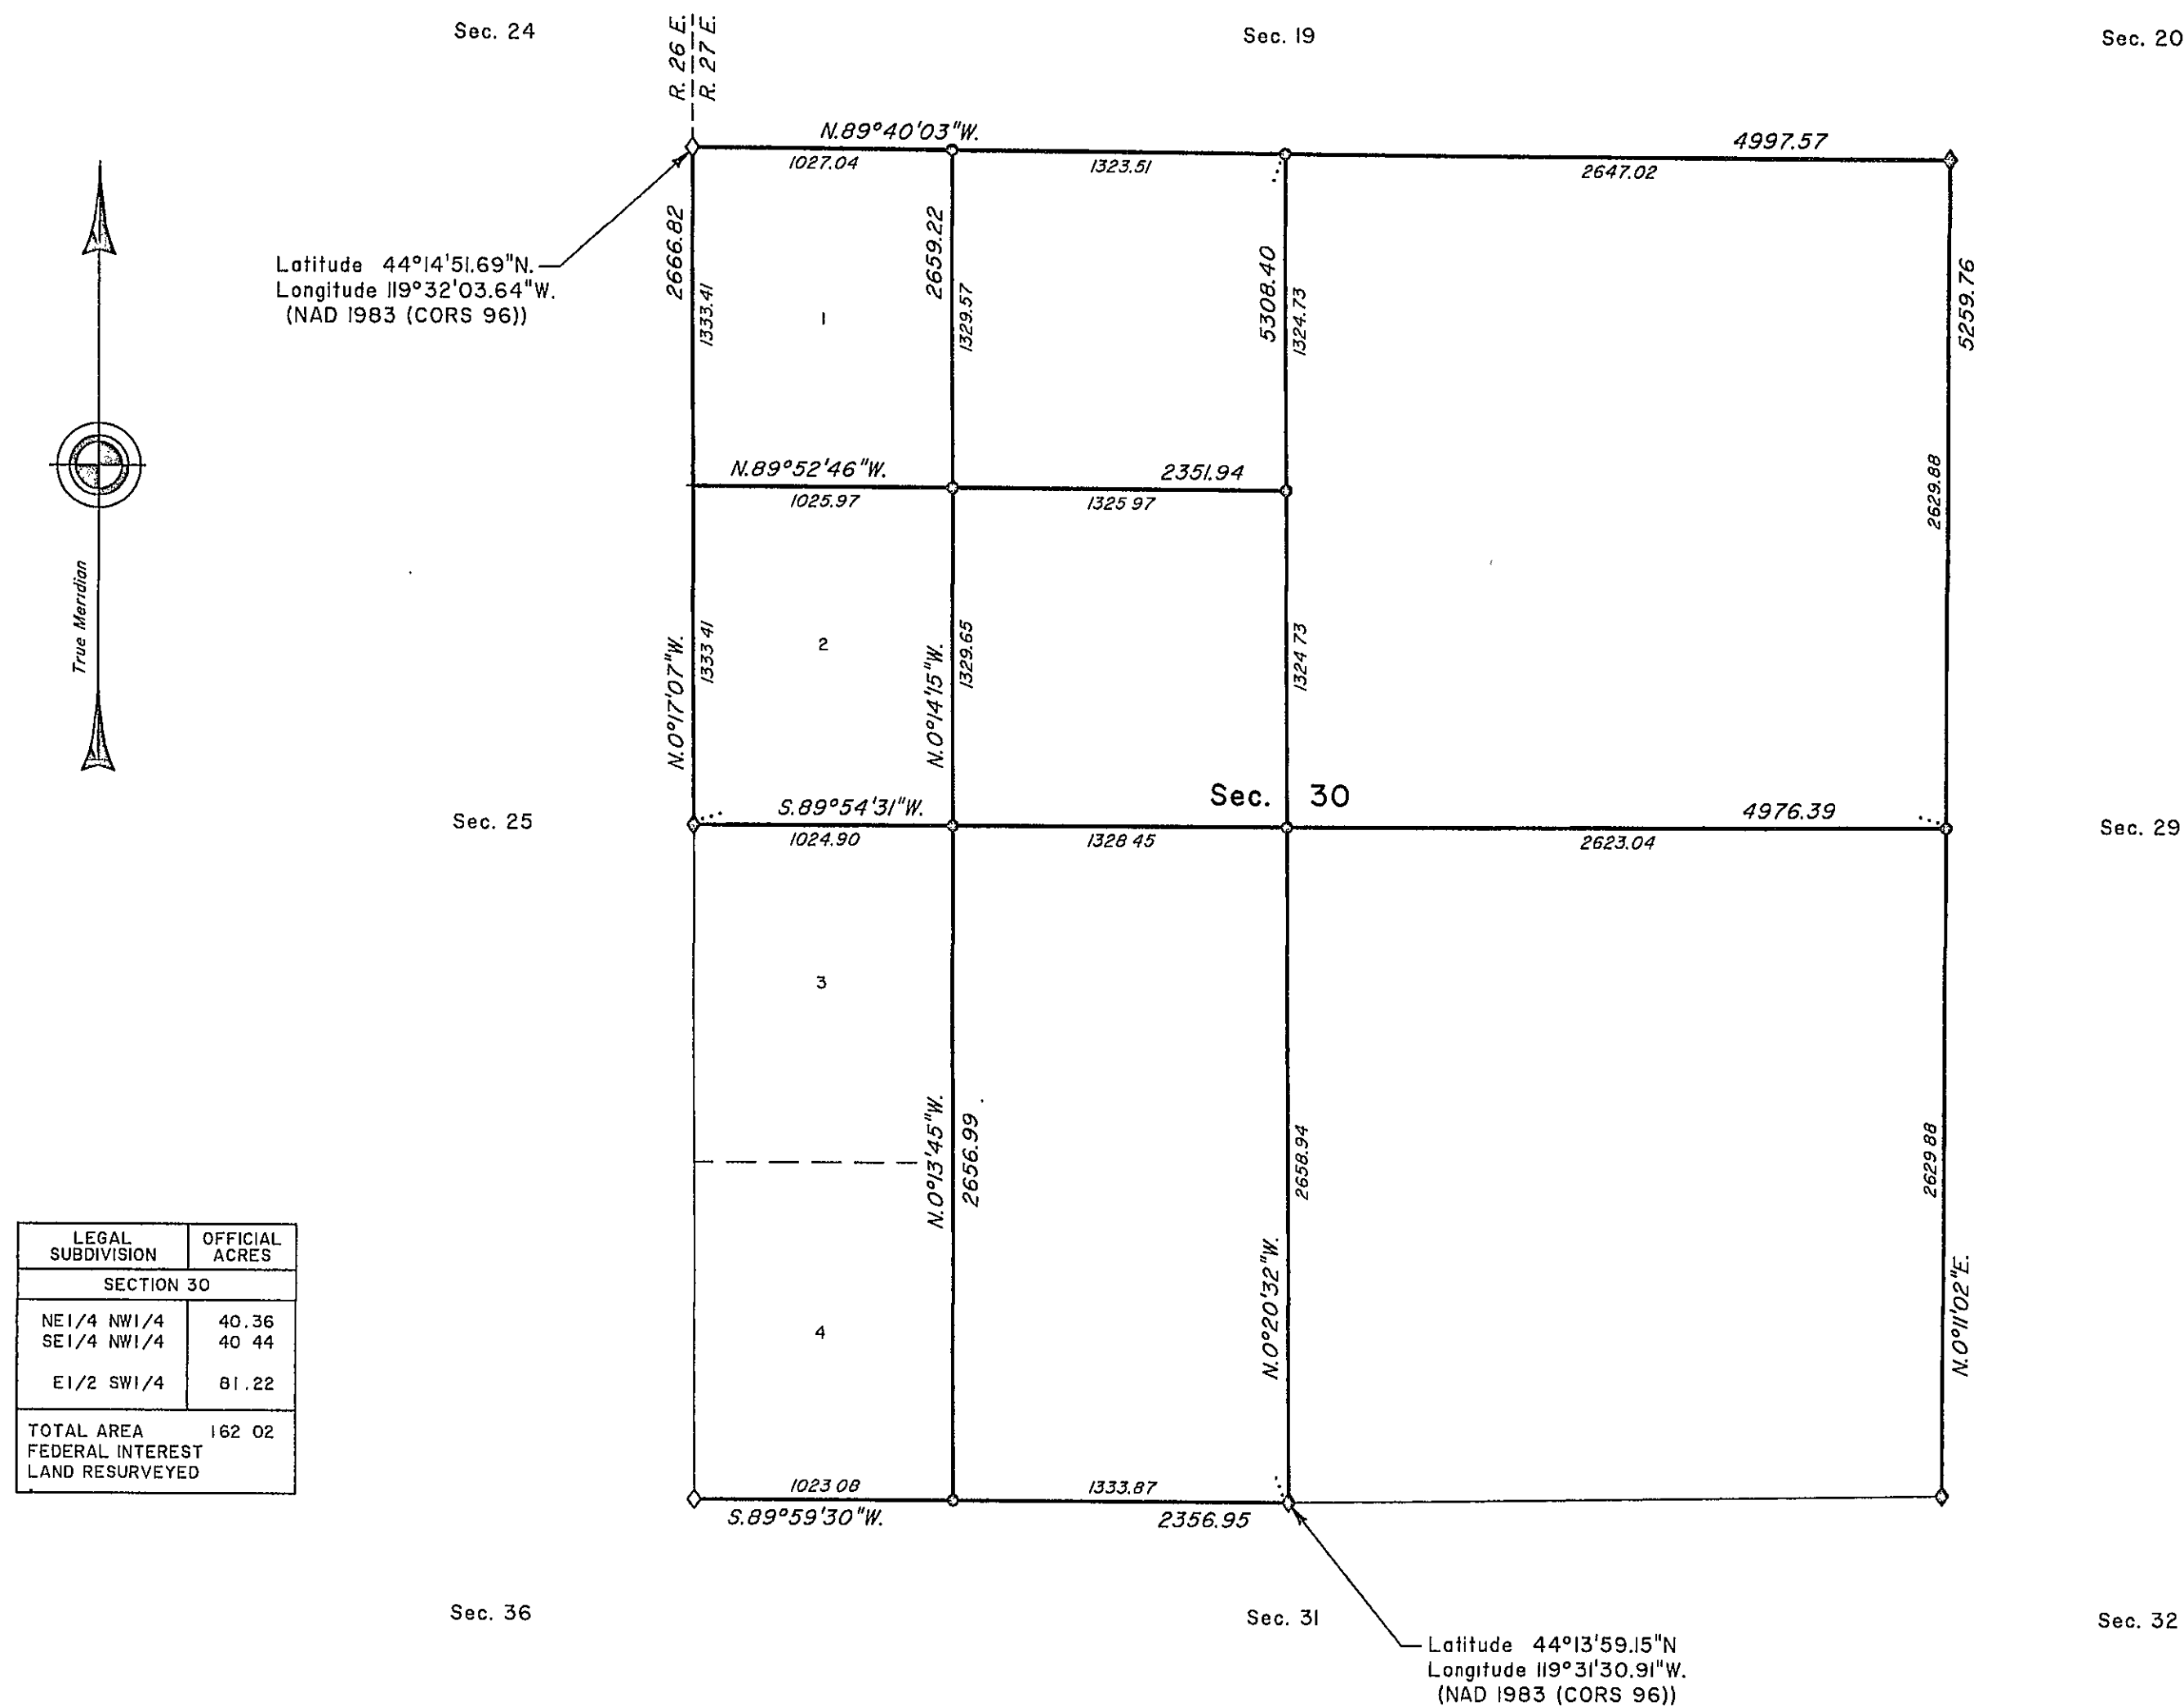 Sec. 24
R. 26 E.
R. 27 E.
Sec. 19
Sec. 20
N.89°40'03"W.
4997.57
1027.04
1323.51
2647.02
Latitude 44°14'51.69"N.
Longitude 119°32'03.64"W.
(NAD 1983 (CORS 96))
2666.82
1333.41
1
2659.22
1329.57
5308.40
1324.73
5259.76
2629.88
N.89°52'46"W.
2351.94
1025.97
1325 97
True Meridian
N.0°17'07"W.
1333 41
2
N.0°14'15"W.
1329.65
1324 73
Sec. 30
Sec. 25
S.89°54'31"W.
4976.39
1024.90
1328 45
2623.04
Sec. 29
3
N.0°13'45"W.
2656.99
2658.94
2629 88
N.0°20'32"W.
N.0°11'02"E.
4
LEGAL SUBDIVISION
OFFICIAL ACRES
SECTION 30
NE1/4 NW1/4 40.36
SE1/4 NW1/4 40 44
E1/2 SW1/4 81.22
TOTAL AREA 162 02
FEDERAL INTEREST
LAND RESURVEYED
1023 08
1333.87
S.89°59'30"W.
2356.95
Sec. 36
Sec. 31
Sec. 32
Latitude 44°13'59.15"N
Longitude 119°31'30.91"W.
(NAD 1983 (CORS 96))